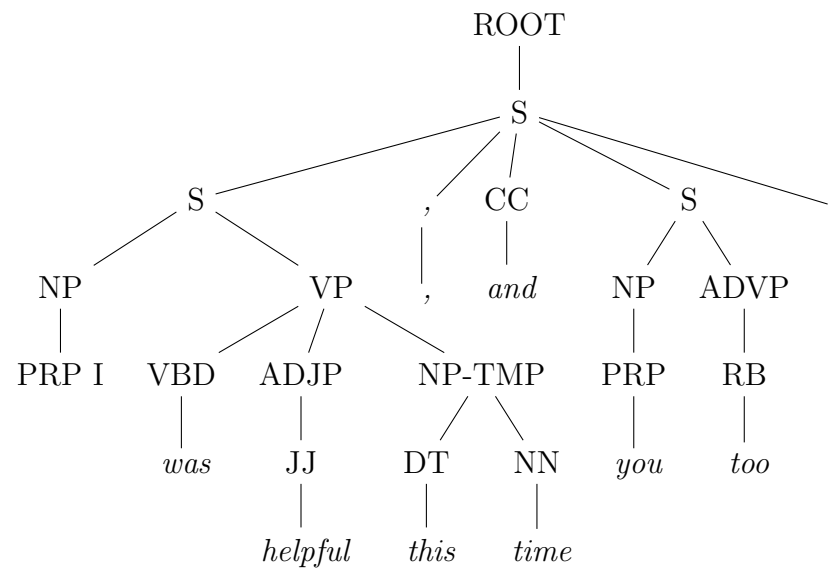 ROOT
S
S , CC S
NP VP , and NP ADVP
PRP I VBD ADJP NP-TMP PRP RB
was JJ DT NN you too
helpful this time